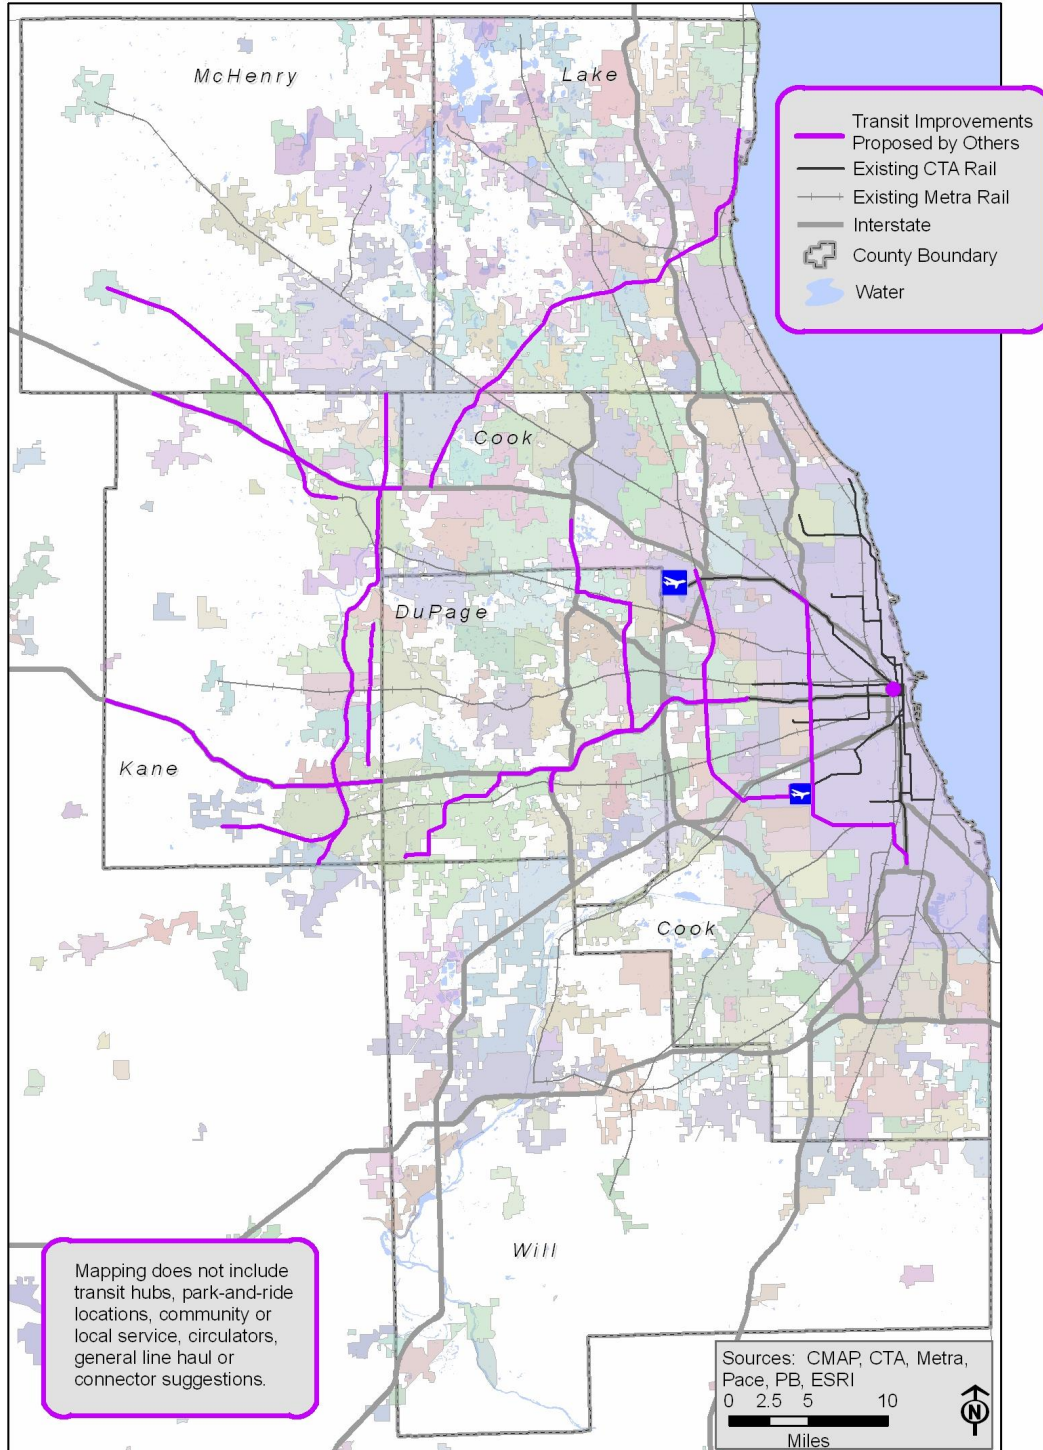 McHenry
Lake
Transit Improvements
Proposed by Others
Existing CTA Rail
Existing Metra Rail
Interstate
County Boundary
Water
Cook
DuPage
Kane
Cook
Will
Mapping does not include
transit hubs, park-and-ride
locations, community or
local service, circulators,
general line haul or
connector suggestions.
Sources: CMAP, CTA, Metra,
Pace, PB, ESRI
0 2.5 5 10
Miles
N